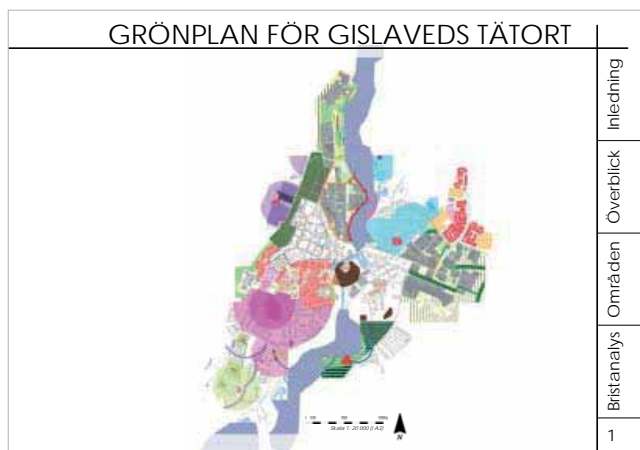 GRÖNPLAN FÖR GISLAVEDS TÄTORT
Inledning
Överblick
Områden
Bristanalys
1
Skala 1: 20 000 (i A3)
N